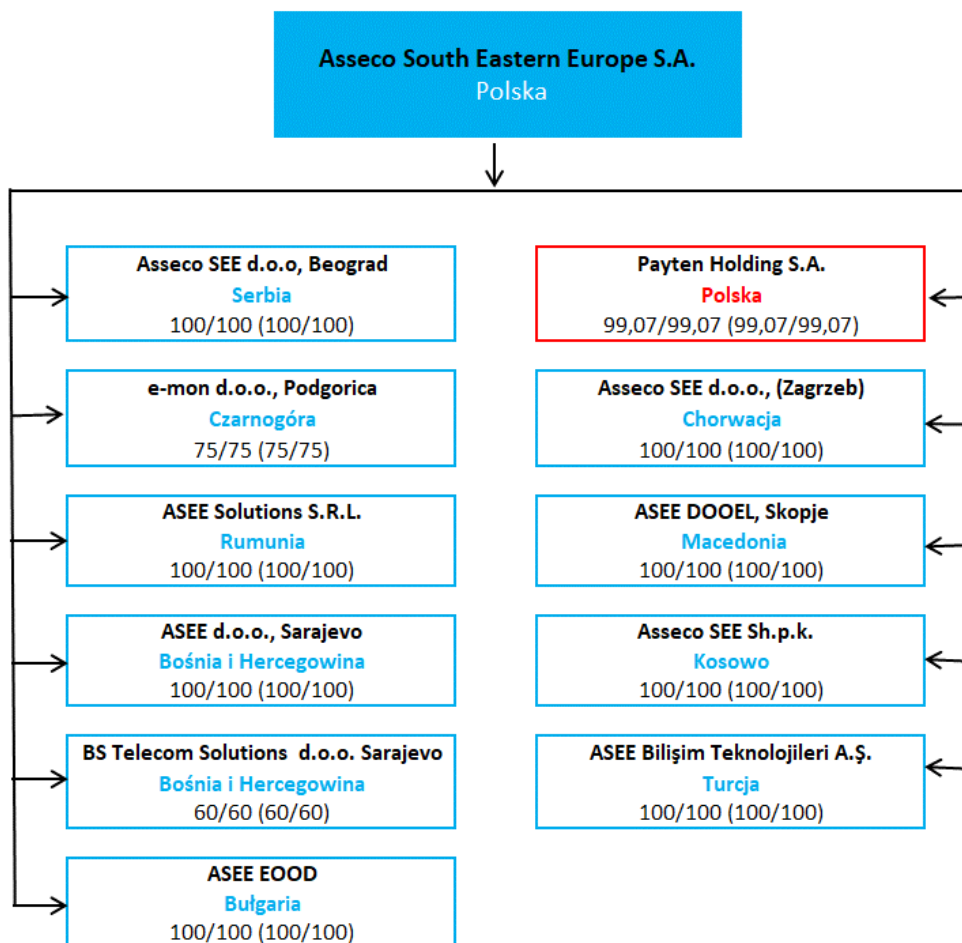 Asseco South Eastern Europe S.A.
Polska
Asseco SEE d.o.o, Beograd
Serbia
100/100 (100/100)
Payten Holding S.A.
Polska
99,07/99,07 (99,07/99,07)
e-mon d.o.o., Podgorica
Czarnogóra
75/75 (75/75)
Asseco SEE d.o.o., (Zagrzeb)
Chorwacja
100/100 (100/100)
ASEE Solutions S.R.L.
Rumunia
100/100 (100/100)
ASEE DOOEL, Skopje
Macedonia
100/100 (100/100)
ASEE d.o.o., Sarajevo
Bośnia i Hercegowina
100/100 (100/100)
Asseco SEE Sh.p.k.
Kosowo
100/100 (100/100)
BS Telecom Solutions  d.o.o. Sarajevo
Bośnia i Hercegowina
60/60 (60/60)
ASEE Bilişim Teknolojileri A.Ş.
Turcja
100/100 (100/100)
ASEE EOOD
Bułgaria
100/100 (100/100)